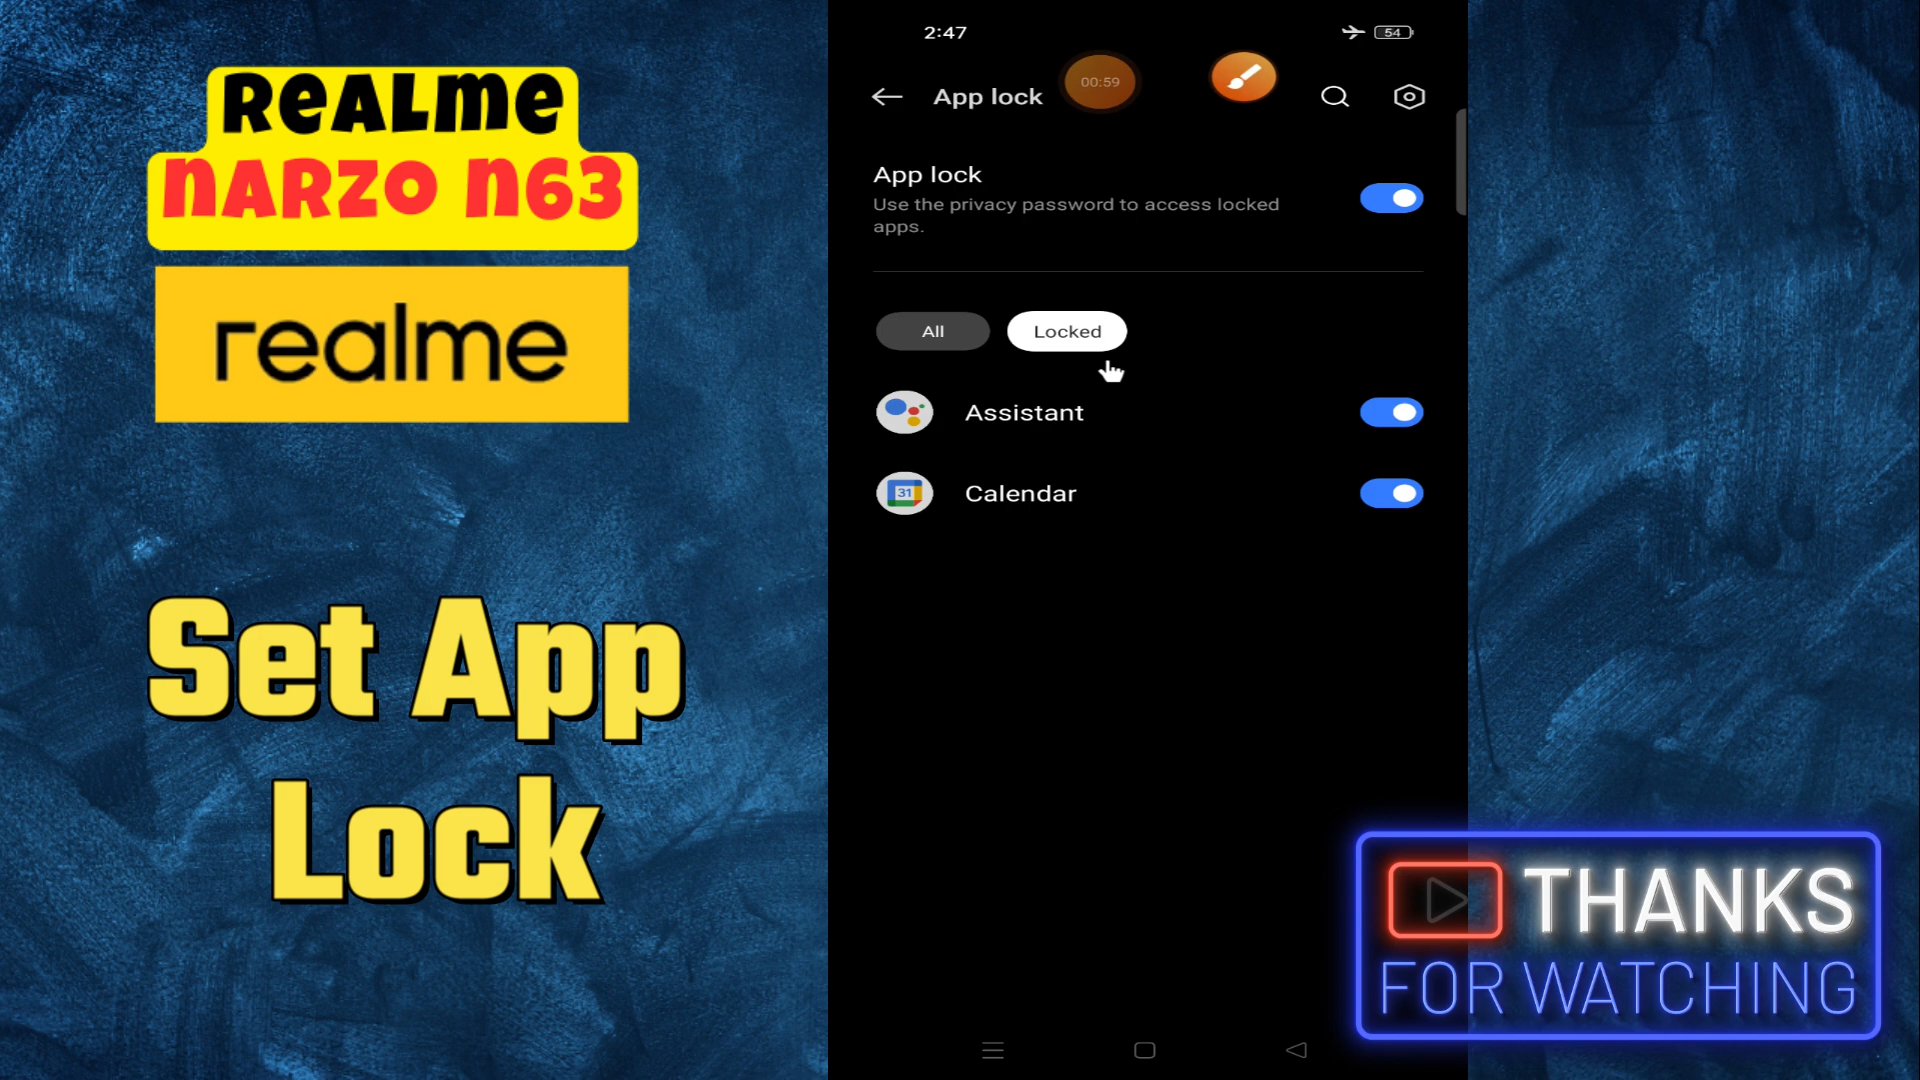 Realme
narzo n63
realme
Set App
Lock
2:47
54
00:59
App lock
App lock
Use the privacy password to access locked
apps.
All
Locked
Assistant
31
Calendar
THANKS
FOR WATCHING